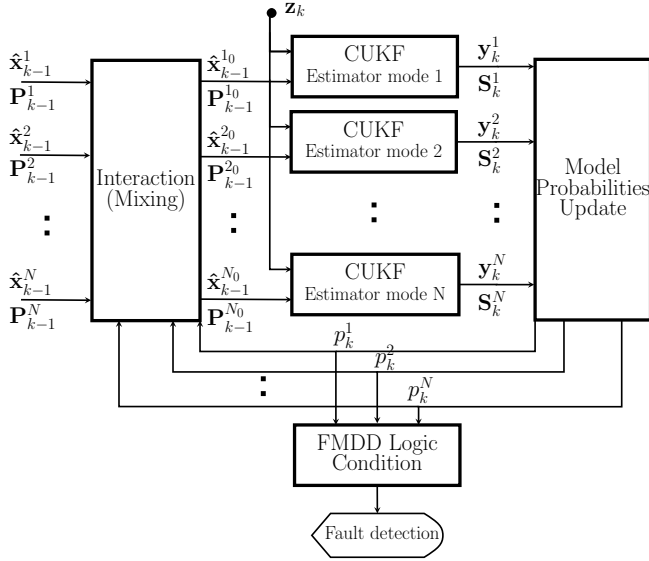 z_k
x̂^1_{k-1}
P^1_{k-1}
x̂^2_{k-1}
P^2_{k-1}
⋮
x̂^N_{k-1}
P^N_{k-1}
Interaction
(Mixing)
x̂^{1_0}_{k-1}
P^{1_0}_{k-1}
x̂^{2_0}_{k-1}
P^{2_0}_{k-1}
⋮
x̂^{N_0}_{k-1}
P^{N_0}_{k-1}
CUKF
Estimator mode 1
CUKF
Estimator mode 2
⋮
CUKF
Estimator mode N
y^1_k
S^1_k
y^2_k
S^2_k
⋮
y^N_k
S^N_k
Model
Probabilities
Update
p^1_k
p^2_k
⋮
p^N_k
FMDD Logic
Condition
Fault detection